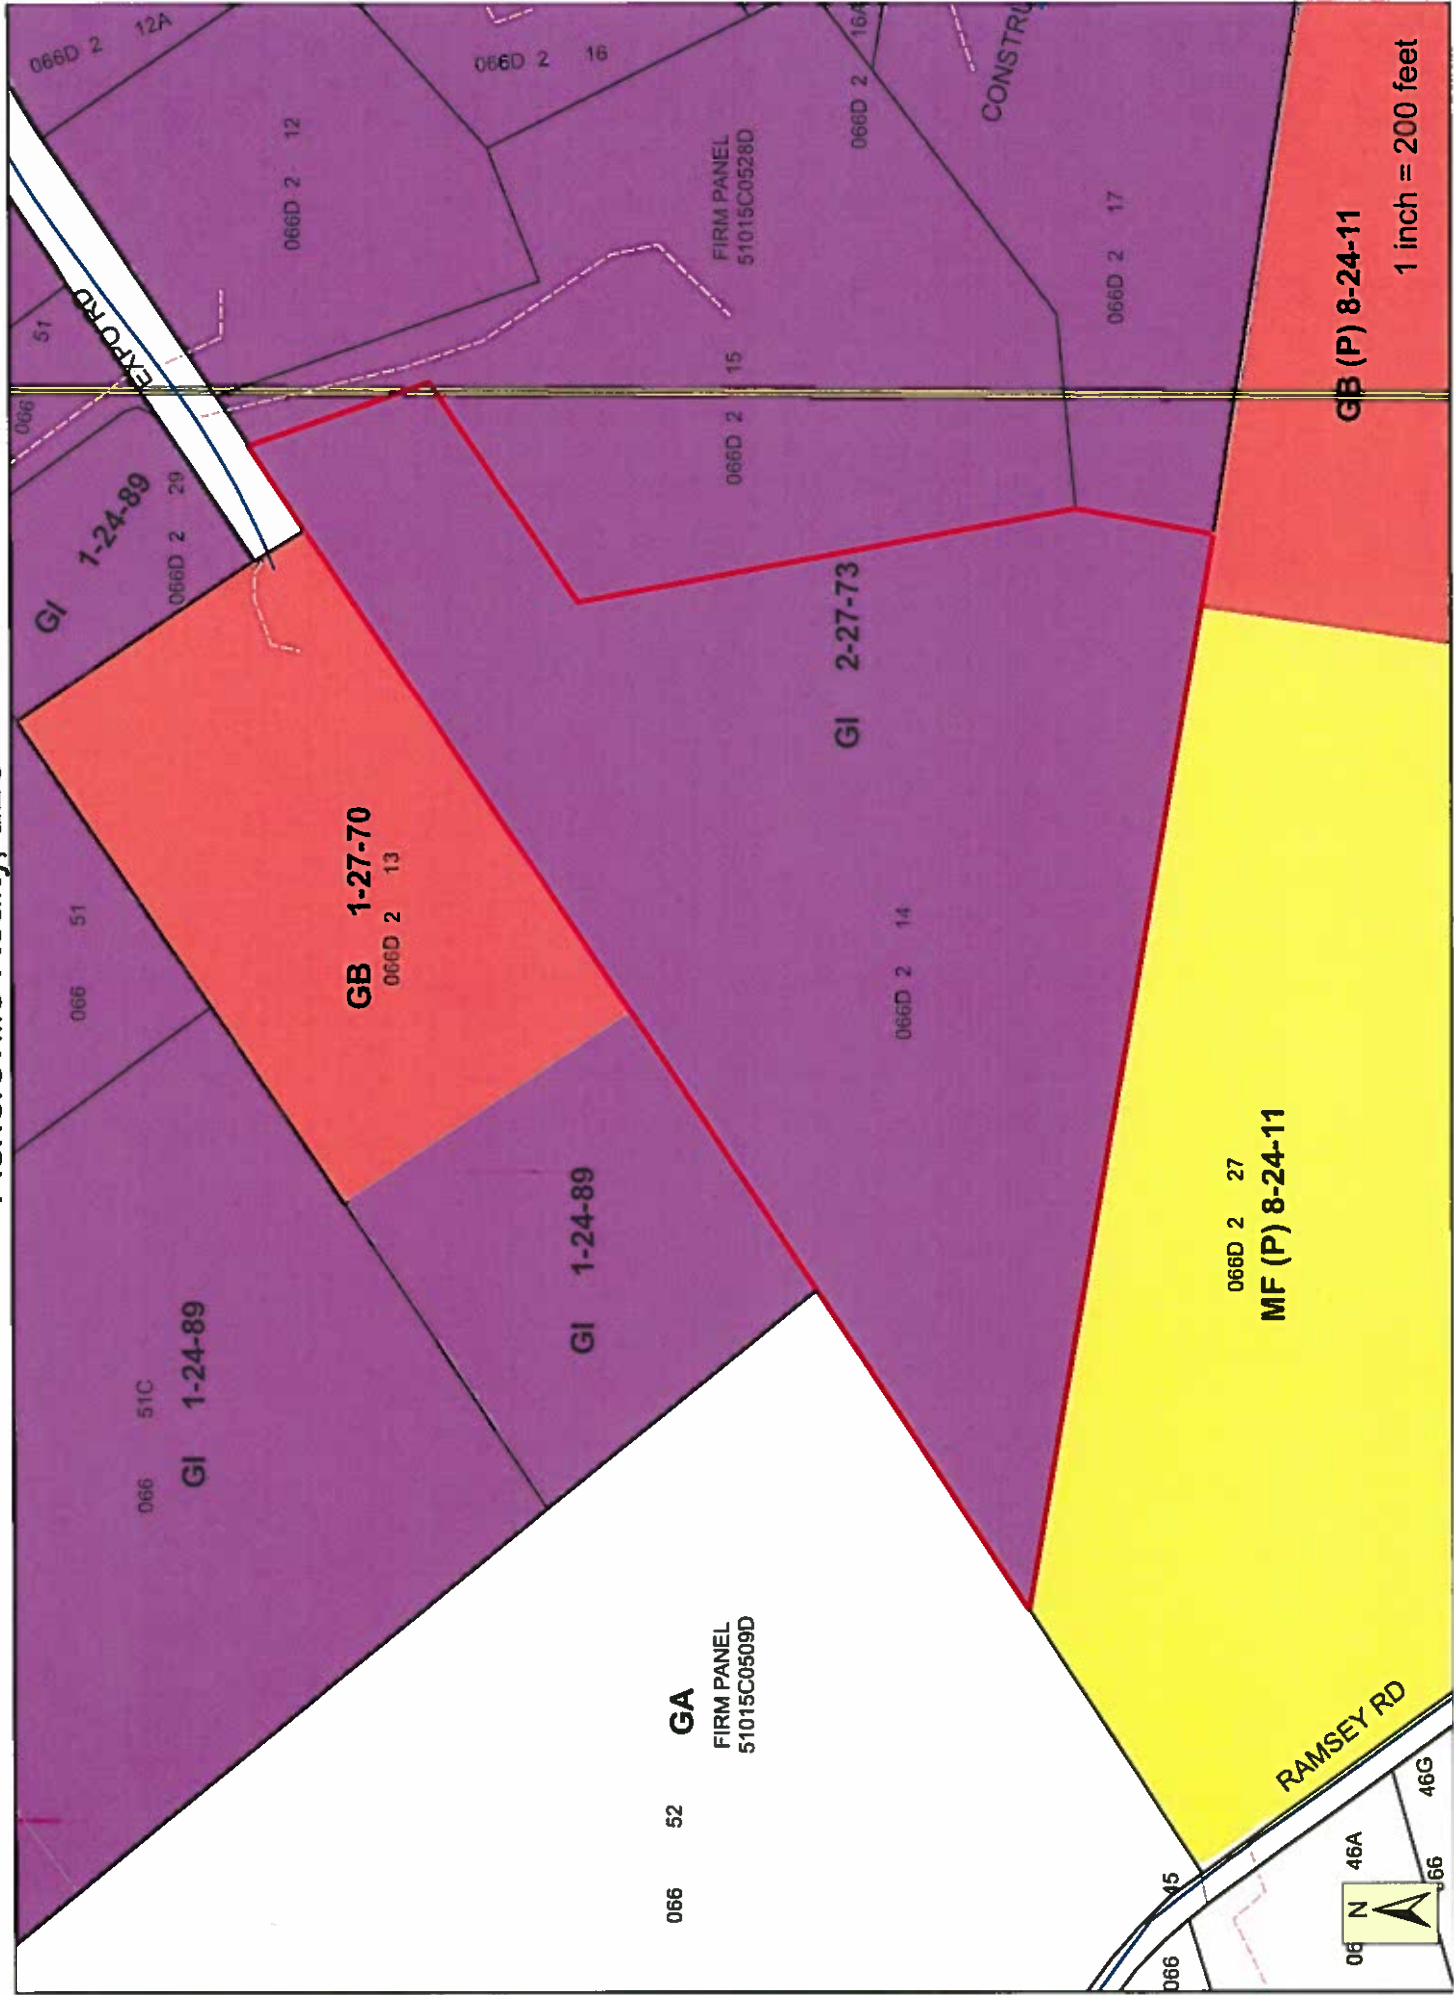 066 51C
GI 1-24-89
066 51
066
51
EXPO RD
066D 2 12A
GI 1-24-89
066D 2 29
066D 2 12
GB 1-27-70
066D 2 13
066D 2 16
GI 1-24-89
066 52
GA
FIRM PANEL
51015C0509D
FIRM PANEL
51015C0528D
066D 2 15
066D 2 16A
GI 2-27-73
066D 2 14
066D 2 17
066D 2 27
MF (P) 8-24-11
GB (P) 8-24-11
1 inch = 200 feet
RAMSEY RD
45
066
46A
46G
N